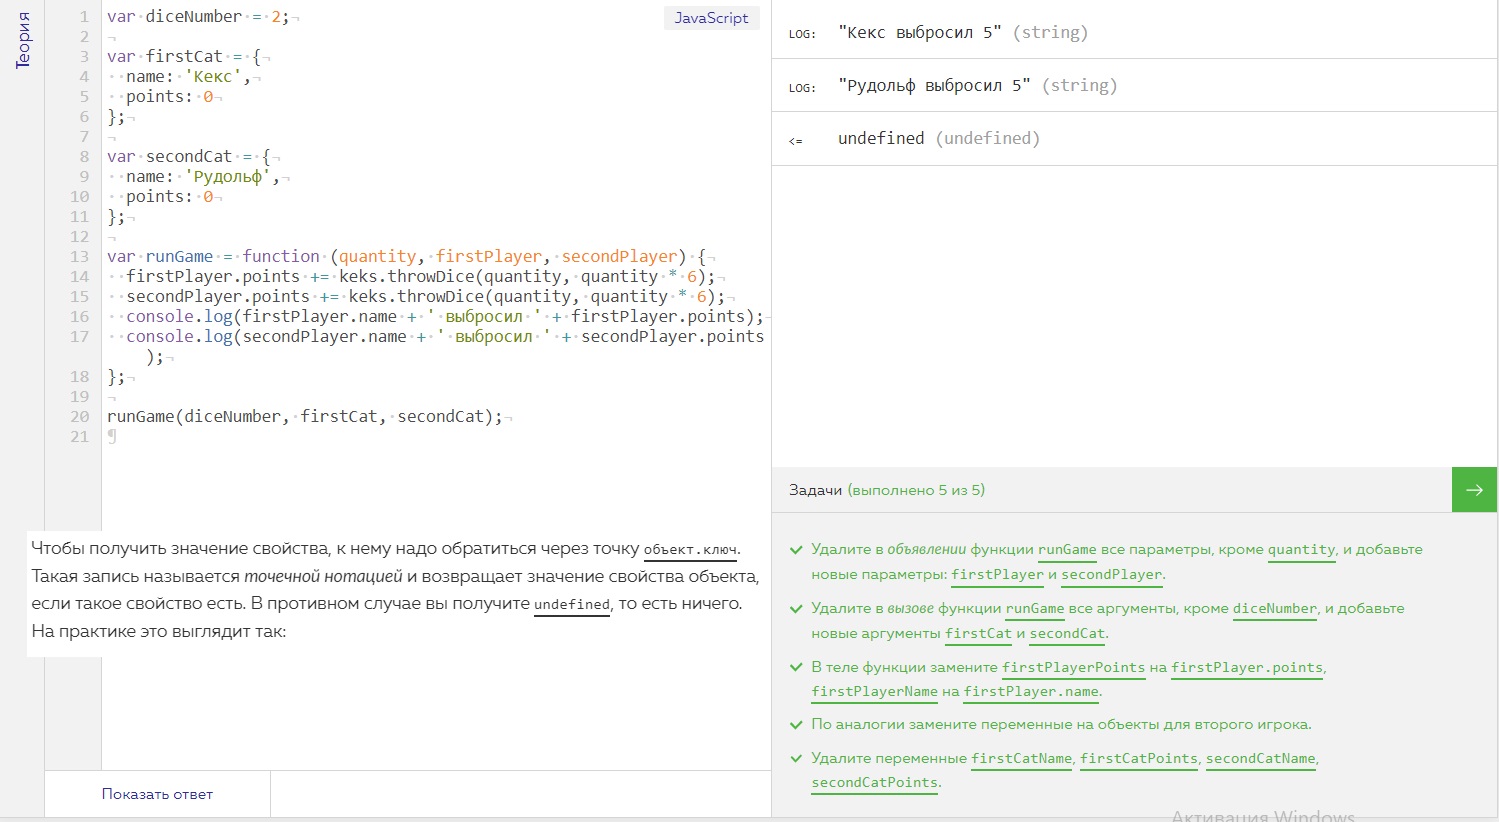 Теория
JavaScript
1 var diceNumber = 2;¬
2 ¬
3 var firstCat = {¬
4 name: 'Кекс',¬
5 points: 0¬
6 };¬
7 ¬
8 var secondCat = {¬
9 name: 'Рудольф',¬
10 points: 0¬
11 };¬
12 ¬
13 var runGame = function (quantity, firstPlayer, secondPlayer) {¬
14 firstPlayer.points += keks.throwDice(quantity, quantity * 6);¬
15 secondPlayer.points += keks.throwDice(quantity, quantity * 6);¬
16 console.log(firstPlayer.name + ' выбросил ' + firstPlayer.points);¬
17 console.log(secondPlayer.name + ' выбросил ' + secondPlayer.points
);¬
18 };¬
19 ¬
20 runGame(diceNumber, firstCat, secondCat);¬
21 ¶
Чтобы получить значение свойства, к нему надо обратиться через точку объект.ключ.
Такая запись называется точечной нотацией и возвращает значение свойства объекта,
если такое свойство есть. В противном случае вы получите undefined, то есть ничего.
На практике это выглядит так:
Показать ответ
LOG: "Кекс выбросил 5" (string)
LOG: "Рудольф выбросил 5" (string)
<= undefined (undefined)
Задачи (выполнено 5 из 5)
Удалите в объявлении функции runGame все параметры, кроме quantity, и добавьте
новые параметры: firstPlayer и secondPlayer.
Удалите в вызове функции runGame все аргументы, кроме diceNumber, и добавьте
новые аргументы firstCat и secondCat.
В теле функции замените firstPlayerPoints на firstPlayer.points,
firstPlayerName на firstPlayer.name.
По аналогии замените переменные на объекты для второго игрока.
Удалите переменные firstCatName, firstCatPoints, secondCatName,
secondCatPoints.
Активация Windows